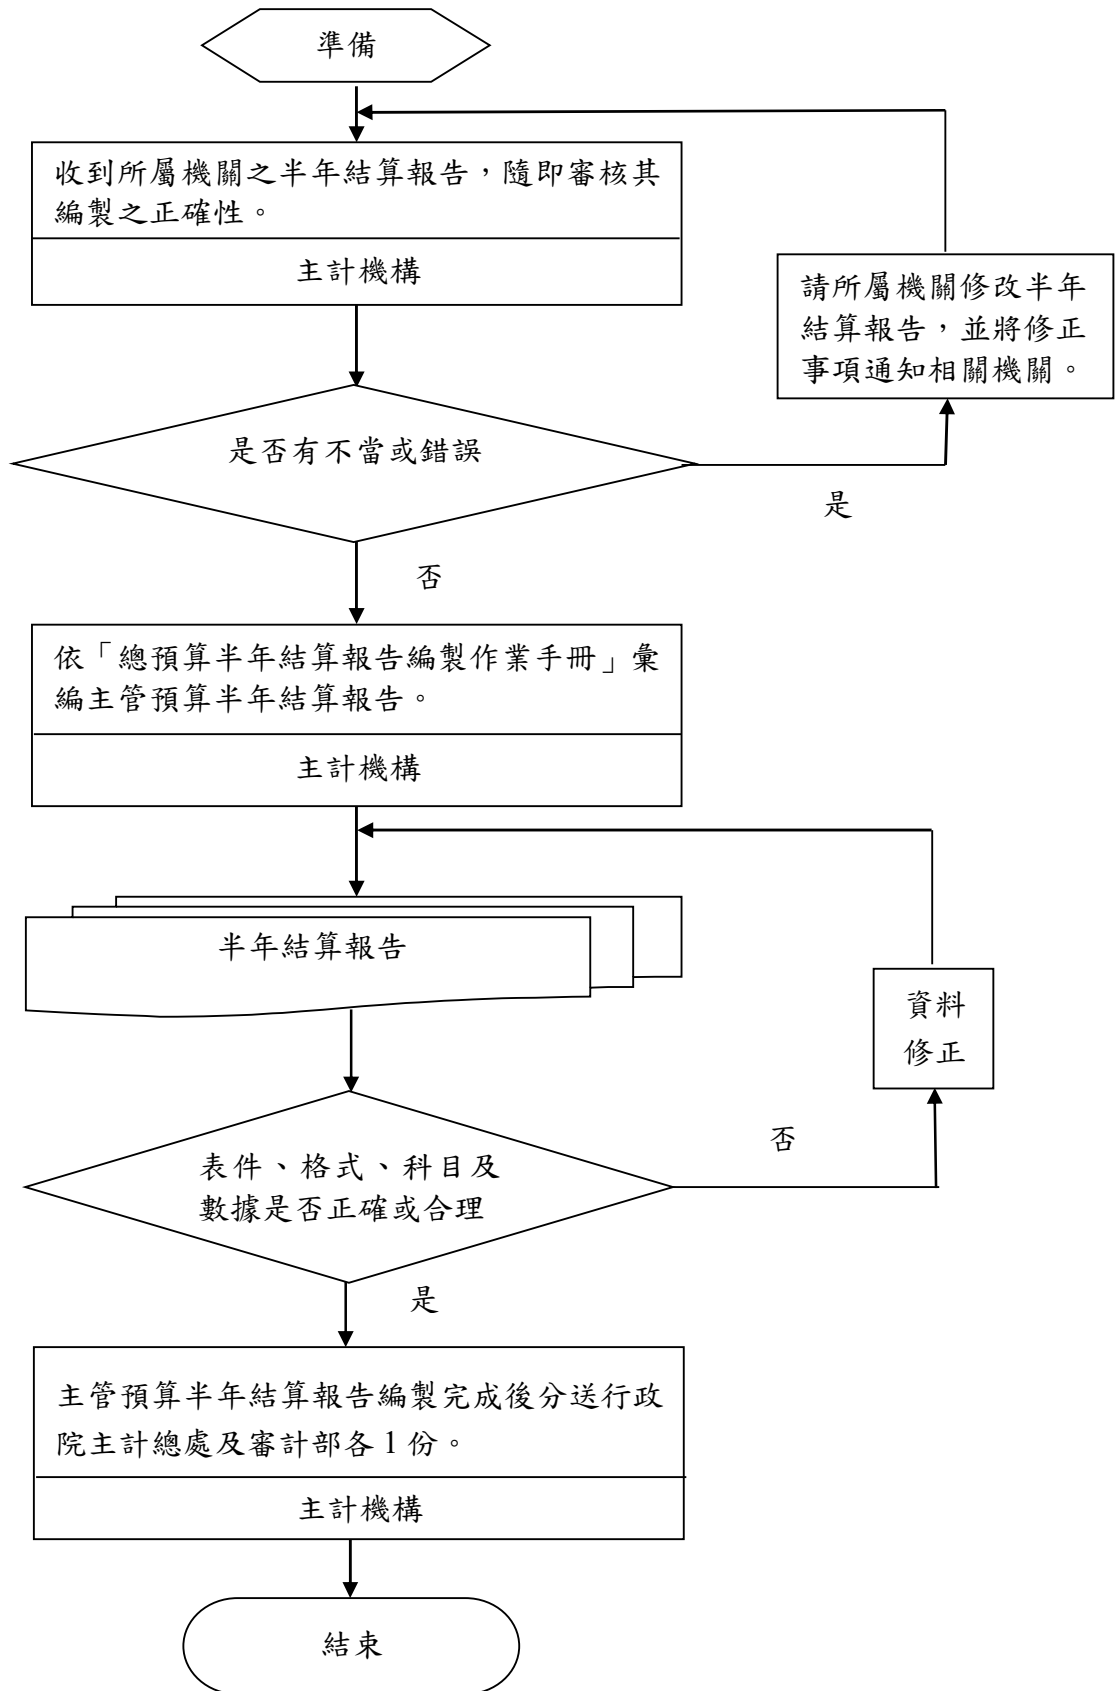 準備
收到所屬機關之半年結算報告，隨即審核其
編製之正確性。
主計機構
請所屬機關修改半年
結算報告，並將修正
事項通知相關機關。
是否有不當或錯誤
是
否
依「總預算半年結算報告編製作業手冊」彙
編主管預算半年結算報告。
主計機構
半年結算報告
資料
修正
否
表件、格式、科目及
數據是否正確或合理
是
主管預算半年結算報告編製完成後分送行政
院主計總處及審計部各1份。
主計機構
結束